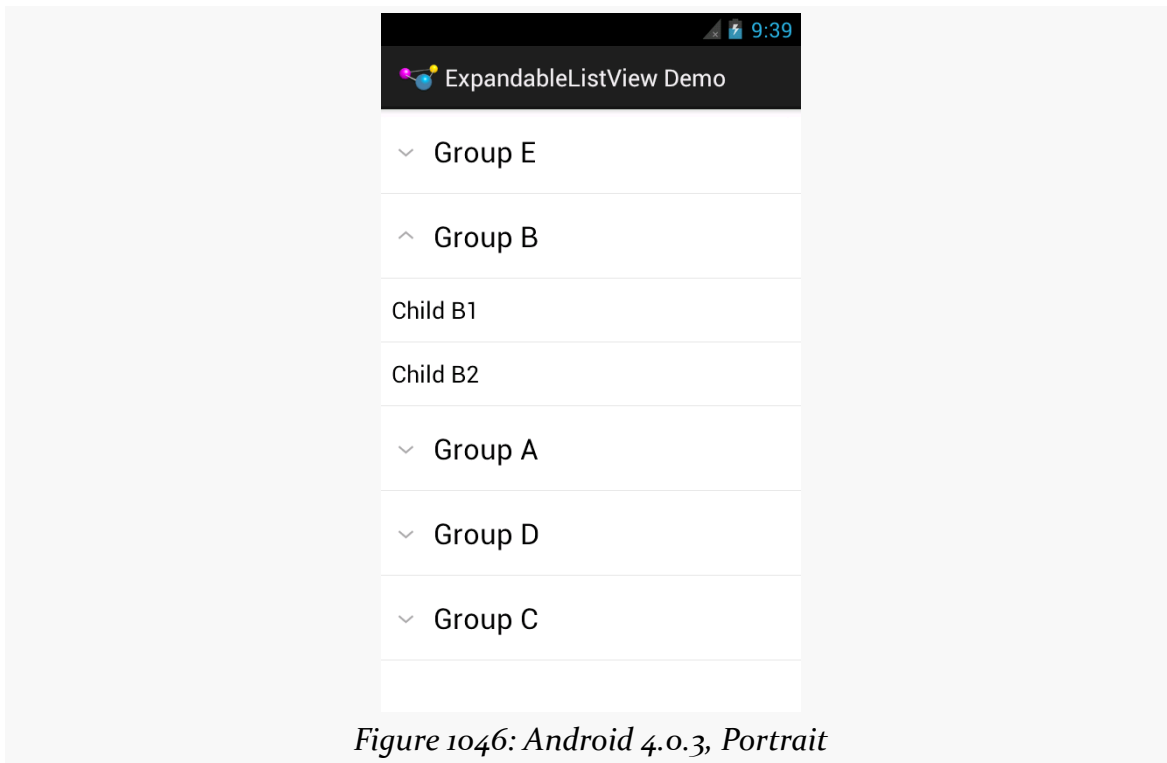 9:39
ExpandableListView Demo
Group E
Group B
Child B1
Child B2
Group A
Group D
Group C
Figure 1046: Android 4.0.3, Portrait